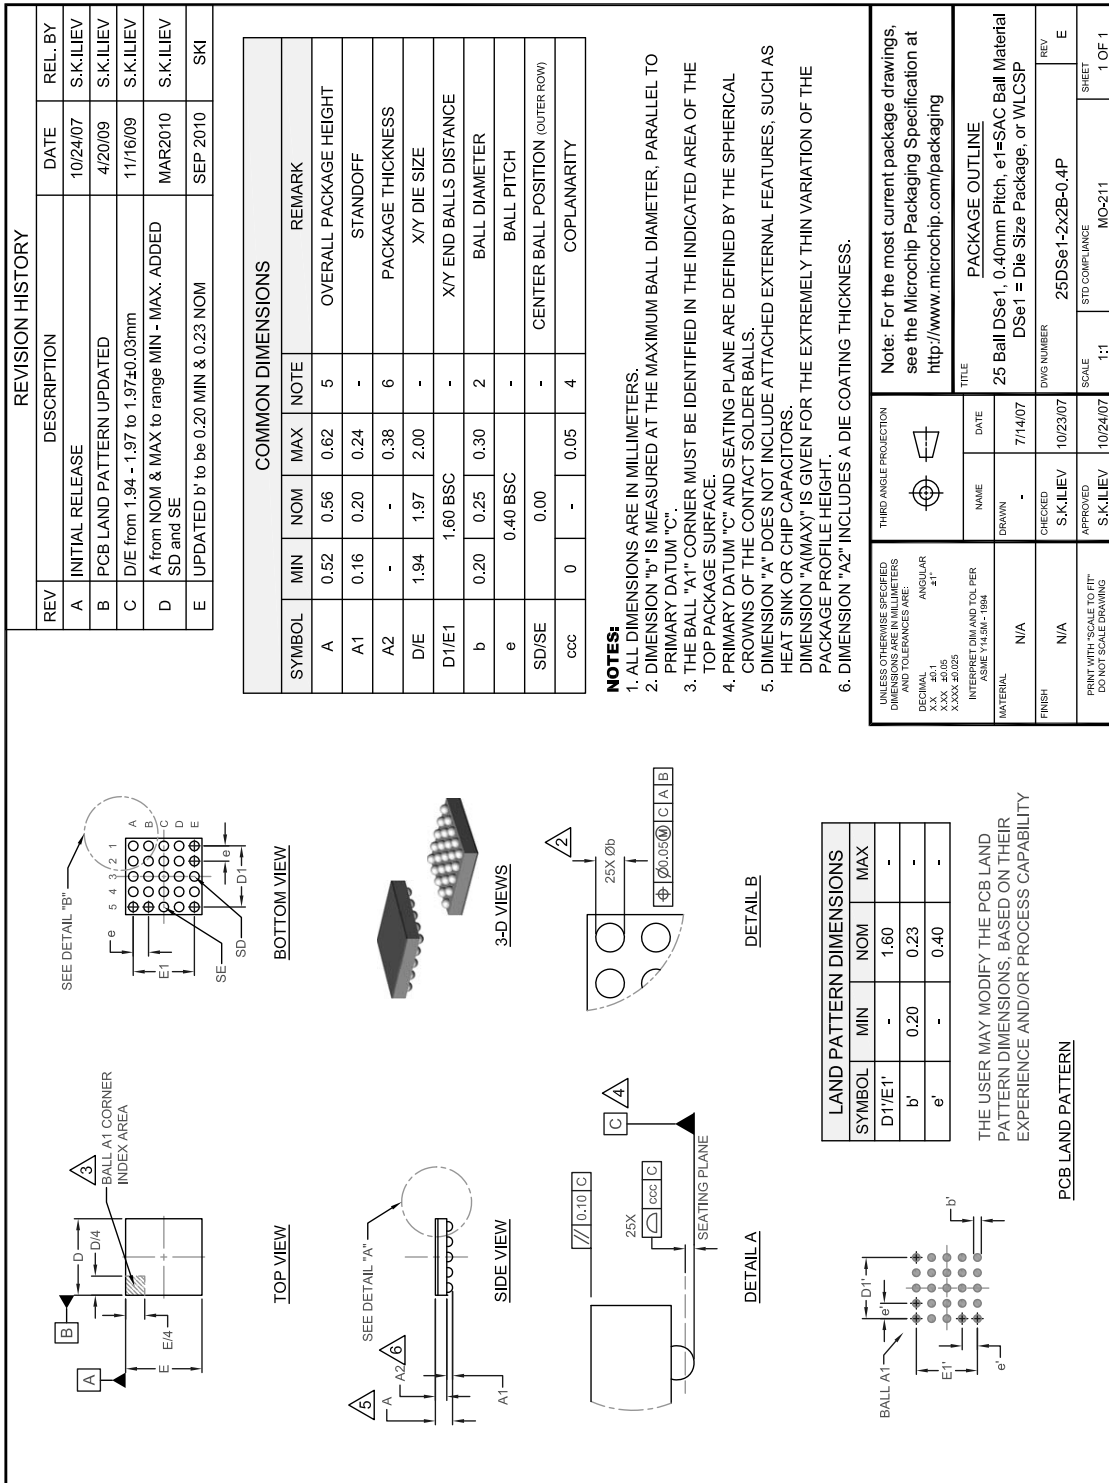 REVISION HISTORY
REV DESCRIPTION DATE REL. BY
A INITIAL RELEASE 10/24/07 S.K.ILIEV
B PCB LAND PATTERN UPDATED 4/20/09 S.K.ILIEV
C D/E from 1.94 - 1.97 to 1.97±0.03mm 11/16/09 S.K.ILIEV
D A from NOM & MAX to range MIN - MAX. ADDED SD and SE MAR2010 S.K.ILIEV
E UPDATED b' to be 0.20 MIN & 0.23 NOM SEP 2010 SKI
COMMON DIMENSIONS
SYMBOL MIN NOM MAX NOTE REMARK
A 0.52 0.56 0.62 5 OVERALL PACKAGE HEIGHT
A1 0.16 0.20 0.24 - STANDOFF
A2 - - 0.38 6 PACKAGE THICKNESS
D/E 1.94 1.97 2.00 - X/Y DIE SIZE
D1/E1 1.60 BSC - X/Y END BALLS DISTANCE
b 0.20 0.25 0.30 2 BALL DIAMETER
e 0.40 BSC - BALL PITCH
SD/SE 0.00 - CENTER BALL POSITION (OUTER ROW)
ccc 0 - 0.05 4 COPLANARITY
NOTES:
1. ALL DIMENSIONS ARE IN MILLIMETERS.
2. DIMENSION "b" IS MEASURED AT THE MAXIMUM BALL DIAMETER, PARALLEL TO
PRIMARY DATUM "C".
3. THE BALL "A1" CORNER MUST BE IDENTIFIED IN THE INDICATED AREA OF THE
TOP PACKAGE SURFACE.
4. PRIMARY DATUM "C" AND SEATING PLANE ARE DEFINED BY THE SPHERICAL
CROWNS OF THE CONTACT SOLDER BALLS.
5. DIMENSION "A" DOES NOT INCLUDE ATTACHED EXTERNAL FEATURES, SUCH AS
HEAT SINK OR CHIP CAPACITORS.
DIMENSION "A(MAX)" IS GIVEN FOR THE EXTREMELY THIN VARIATION OF THE
PACKAGE PROFILE HEIGHT.
6. DIMENSION "A2" INCLUDES A DIE COATING THICKNESS.
UNLESS OTHERWISE SPECIFIED
DIMENSIONS ARE IN MILLIMETERS
AND TOLERANCES ARE:
DECIMAL ANGULAR
X.X ±0.1 ±1°
X.XX ±0.05
X.XXX ±0.025
INTERPRET DIM AND TOL PER
ASME Y14.5M - 1994
MATERIAL
N/A
FINISH
N/A
PRINT WITH "SCALE TO FIT"
DO NOT SCALE DRAWING
THIRD ANGLE PROJECTION
NAME DATE
DRAWN
- 7/14/07
CHECKED
S.K.ILIEV 10/23/07
APPROVED
S.K.ILIEV 10/24/07
Note: For the most current package drawings,
see the Microchip Packaging Specification at
http://www.microchip.com/packaging
TITLE
PACKAGE OUTLINE
25 Ball DSe1, 0.40mm Pitch, e1=SAC Ball Material
DSe1 = Die Size Package, or WLCSP
DWG NUMBER
25DSe1-2x2B-0.4P
REV
E
SCALE
1:1
STD COMPLIANCE
MO-211
SHEET
1 OF 1
A
B
D
D/4
E
E/4
3
BALL A1 CORNER
INDEX AREA
TOP VIEW
SEE DETAIL "B"
e
5 4 3 2 1
A
B
C
D
E
E1
SE
SD
D1
e
BOTTOM VIEW
5
A
6
A2
A1
SEE DETAIL "A"
SIDE VIEW
3-D VIEWS
// 0.10 C
25X
ccc C
C
4
SEATING PLANE
DETAIL A
2
25X Øb
⌖ Ø0.05Ⓜ C A B
DETAIL B
BALL A1
D1'
e'
E1'
e'
b'
LAND PATTERN DIMENSIONS
SYMBOL MIN NOM MAX
D1'/E1' - 1.60 -
b' 0.20 0.23 -
e' - 0.40 -
THE USER MAY MODIFY THE PCB LAND
PATTERN DIMENSIONS, BASED ON THEIR
EXPERIENCE AND/OR PROCESS CAPABILITY
PCB LAND PATTERN